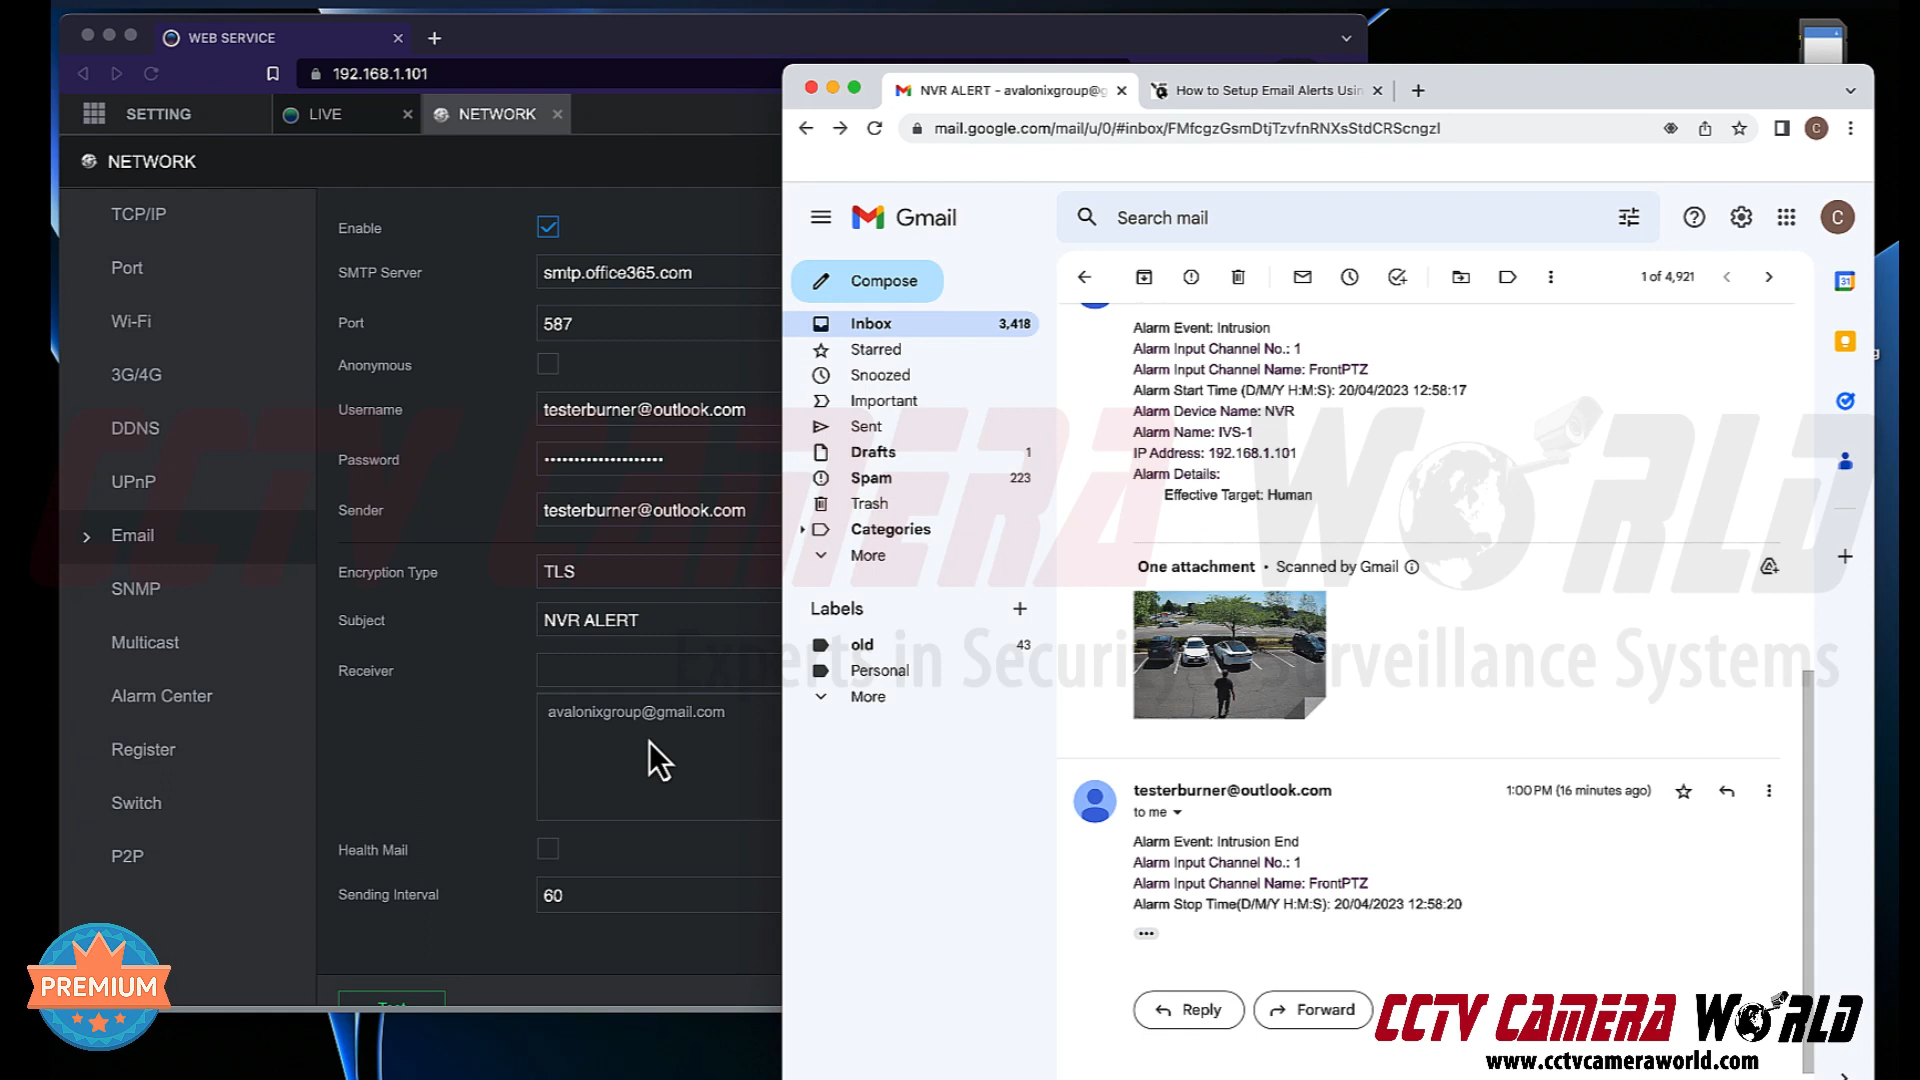 WEB SERVICE
192.168.1.101
SETTING
LIVE
NETWORK
NETWORK
TCP/IP
Port
Wi-Fi
3G/4G
DDNS
UPnP
Email
SNMP
Multicast
Alarm Center
Register
Switch
P2P
Enable
SMTP Server
smtp.office365.com
Port
587
Anonymous
Username
testerburner@outlook.com
Password
••••••••••••••••••••
Sender
testerburner@outlook.com
Encryption Type
TLS
Subject
NVR ALERT
Receiver
avalonixgroup@gmail.com
Health Mail
Sending Interval
60
Test
PREMIUM
NVR ALERT - avalonixgroup@g
How to Setup Email Alerts Usin
mail.google.com/mail/u/0/#inbox/FMfcgzGsmDtjTzvfnRNXsStdCRScngzl
C
Gmail
Search mail
C
Compose
1 of 4,921
31
Inbox 3,418
Starred
Snoozed
Important
Sent
Drafts 1
Spam 223
Trash
Categories
More
Labels
old 43
Personal
More
Alarm Event: Intrusion
Alarm Input Channel No.: 1
Alarm Input Channel Name: FrontPTZ
Alarm Start Time (D/M/Y H:M:S): 20/04/2023 12:58:17
Alarm Device Name: NVR
Alarm Name: IVS-1
IP Address: 192.168.1.101
Alarm Details:
Effective Target: Human
One attachment • Scanned by Gmail
testerburner@outlook.com
1:00 PM (16 minutes ago)
to me
Alarm Event: Intrusion End
Alarm Input Channel No.: 1
Alarm Input Channel Name: FrontPTZ
Alarm Stop Time(D/M/Y H:M:S): 20/04/2023 12:58:20
Reply
Forward
CCTV CAMERA WORLD
Experts in Security & Surveillance Systems
CCTV CAMERA WORLD
www.cctvcameraworld.com